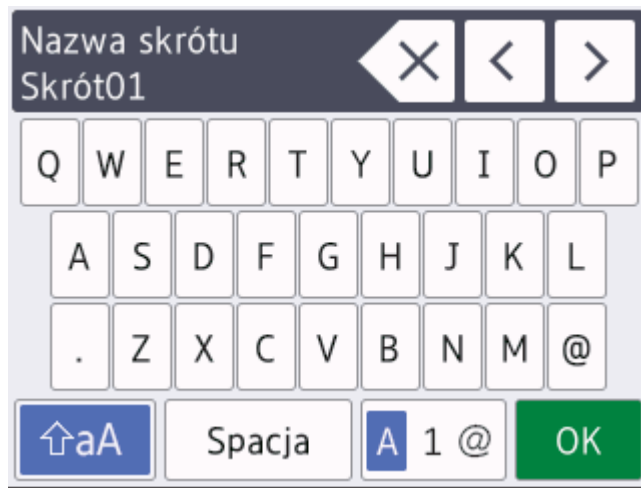 Nazwa skrótu
Skrót01
Q W E R T Y U I O P
A S D F G H J K L
. Z X C V B N M @
aA Spacja A 1 @ OK